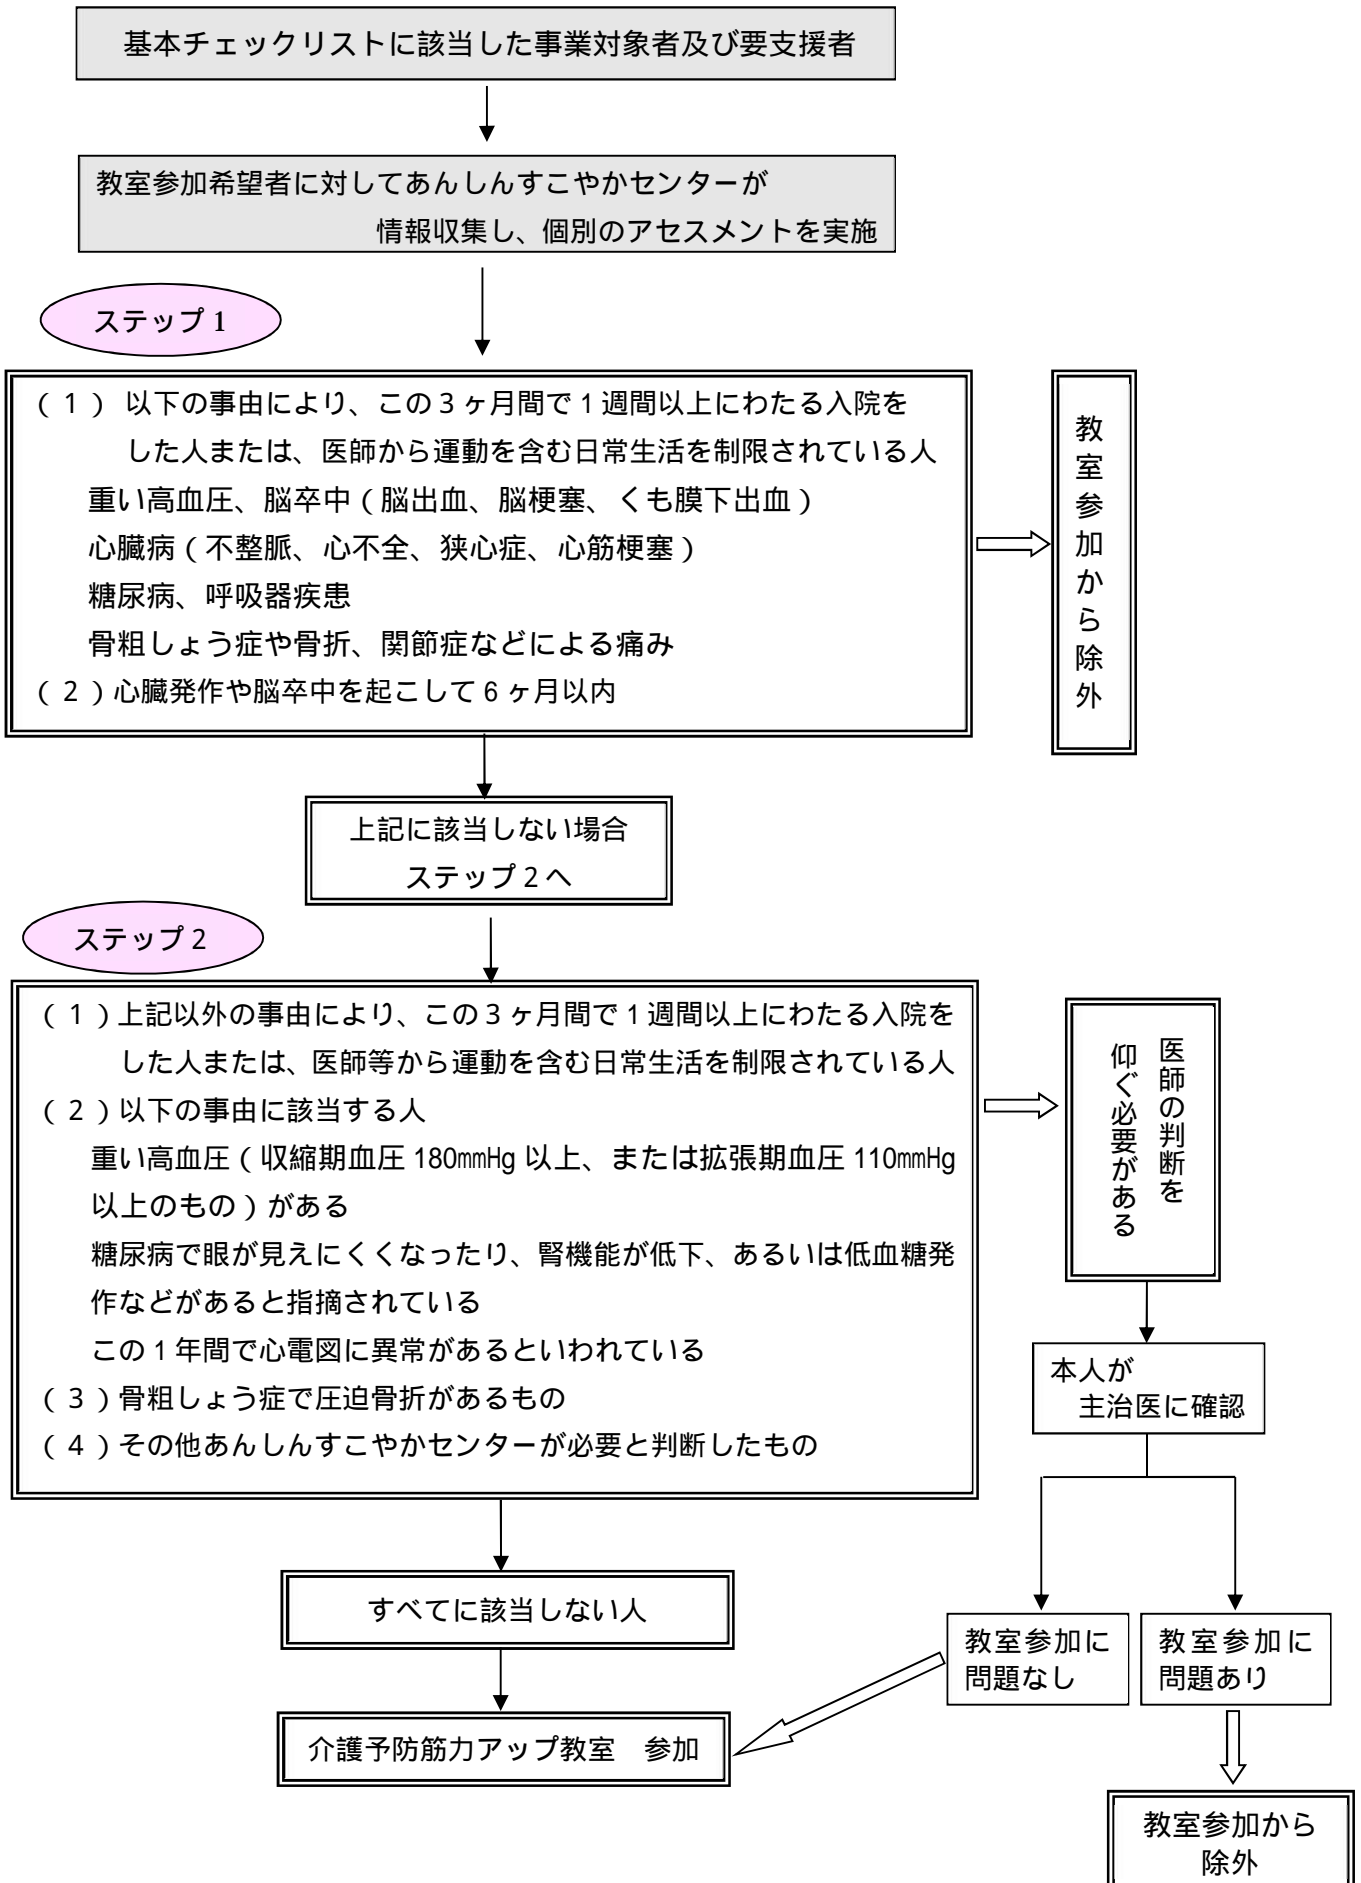 基本チェックリストに該当した事業対象者及び要支援者
教室参加希望者に対してあんしんすこやかセンターが
情報収集し、個別のアセスメントを実施
ステップ 1
(1) 以下の事由により、この3ヶ月間で1週間以上にわたる入院を
した人または、医師から運動を含む日常生活を制限されている人
重い高血圧、脳卒中(脳出血、脳梗塞、くも膜下出血)
心臓病(不整脈、心不全、狭心症、心筋梗塞)
糖尿病、呼吸器疾患
骨粗しょう症や骨折、関節症などによる痛み
(2)心臓発作や脳卒中を起こして6ヶ月以内
教室参加から除外
上記に該当しない場合
ステップ2へ
ステップ2
(1)上記以外の事由により、この3ヶ月間で1週間以上にわたる入院を
した人または、医師等から運動を含む日常生活を制限されている人
(2)以下の事由に該当する人
重い高血圧(収縮期血圧180mmHg以上、または拡張期血圧110mmHg
以上のもの)がある
糖尿病で眼が見えにくくなったり、腎機能が低下、あるいは低血糖発
作などがあると指摘されている
この1年間で心電図に異常があるといわれている
(3)骨粗しょう症で圧迫骨折があるもの
(4)その他あんしんすこやかセンターが必要と判断したもの
医師の判断を
仰ぐ必要がある
本人が
主治医に確認
すべてに該当しない人
教室参加に
問題なし
教室参加に
問題あり
介護予防筋力アップ教室 参加
教室参加から
除外